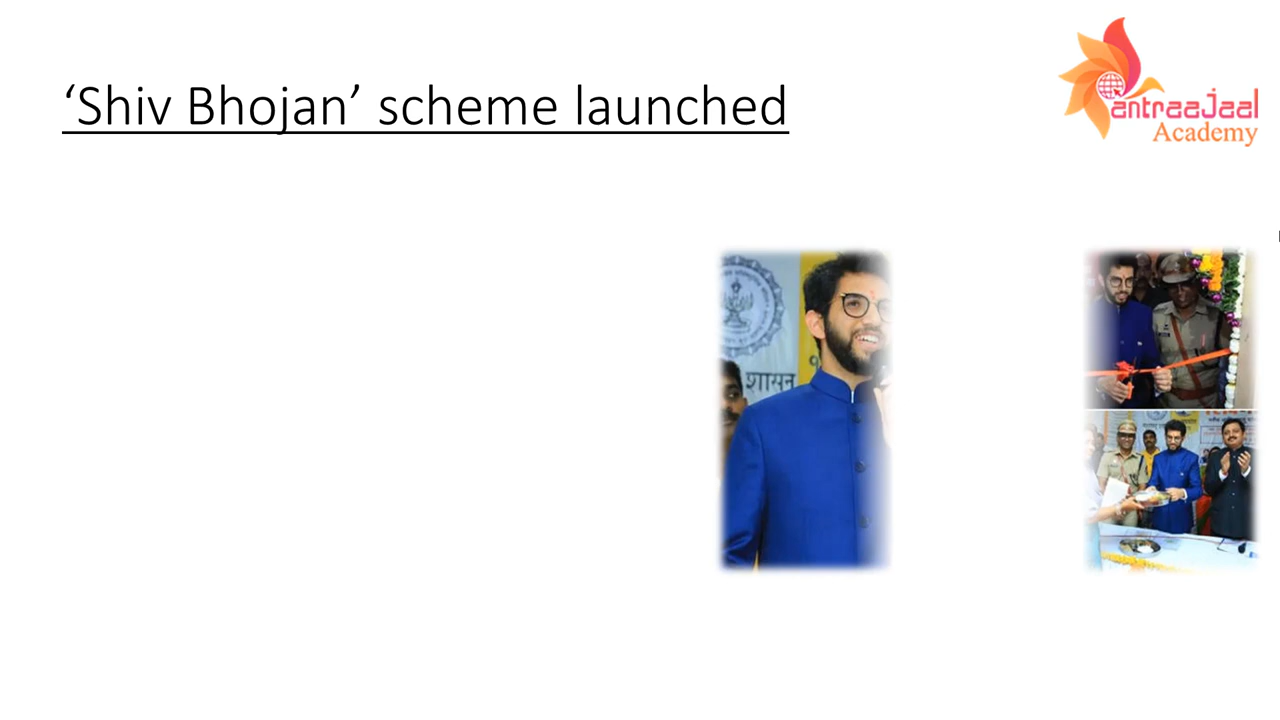 ‘Shiv Bhojan’ scheme launched
antraajaal
Academy
शासन